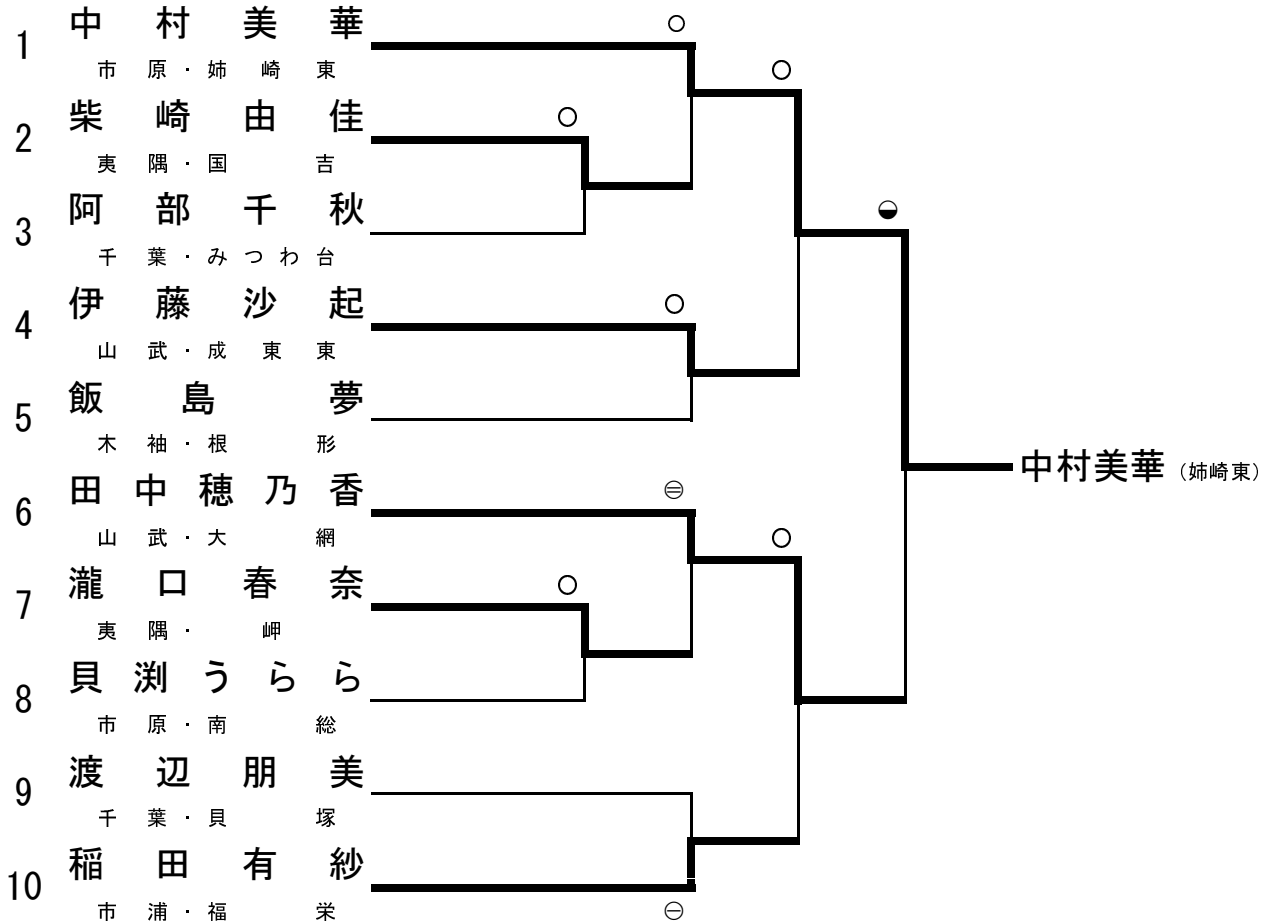 1 中村美華
市原・姉崎東
2 柴崎由佳
夷隅・国吉
3 阿部千秋
千葉・みつわ台
4 伊藤沙起
山武・成東東
5 飯島夢
木袖・根形
中村美華 (姉崎東)
6 田中穂乃香
山武・大網
7 瀧口春奈
夷隅・岬
8 貝渕うらら
市原・南総
9 渡辺朋美
千葉・貝塚
10 稲田有紗
市浦・福栄